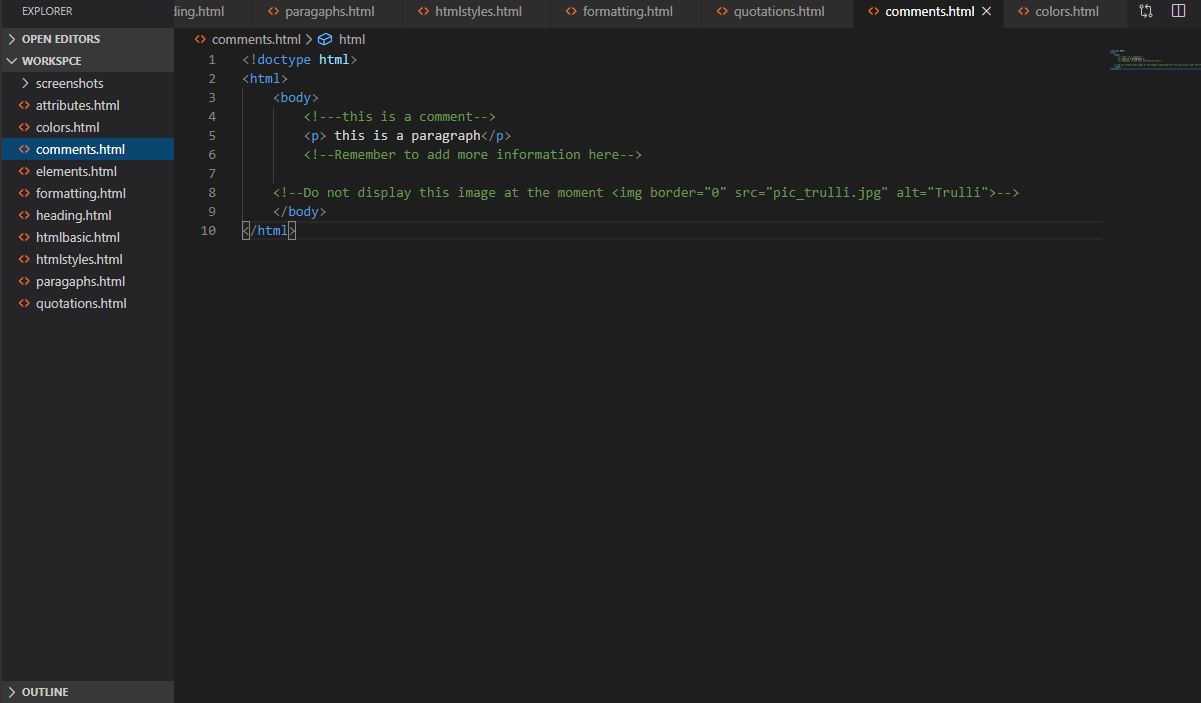 EXPLORER
OPEN EDITORS
WORKSPCE
screenshots
attributes.html
colors.html
comments.html
elements.html
formatting.html
heading.html
htmlbasic.html
htmlstyles.html
paragaphs.html
quotations.html
OUTLINE
ding.html paragaphs.html htmlstyles.html formatting.html quotations.html comments.html colors.html
comments.html html
1 <!doctype html>
2 <html>
3 <body>
4 <!---this is a comment-->
5 <p> this is a paragraph</p>
6 <!--Remember to add more information here-->
7
8 <!--Do not display this image at the moment <img border="0" src="pic_trulli.jpg" alt="Trulli">-->
9 </body>
10 </html>